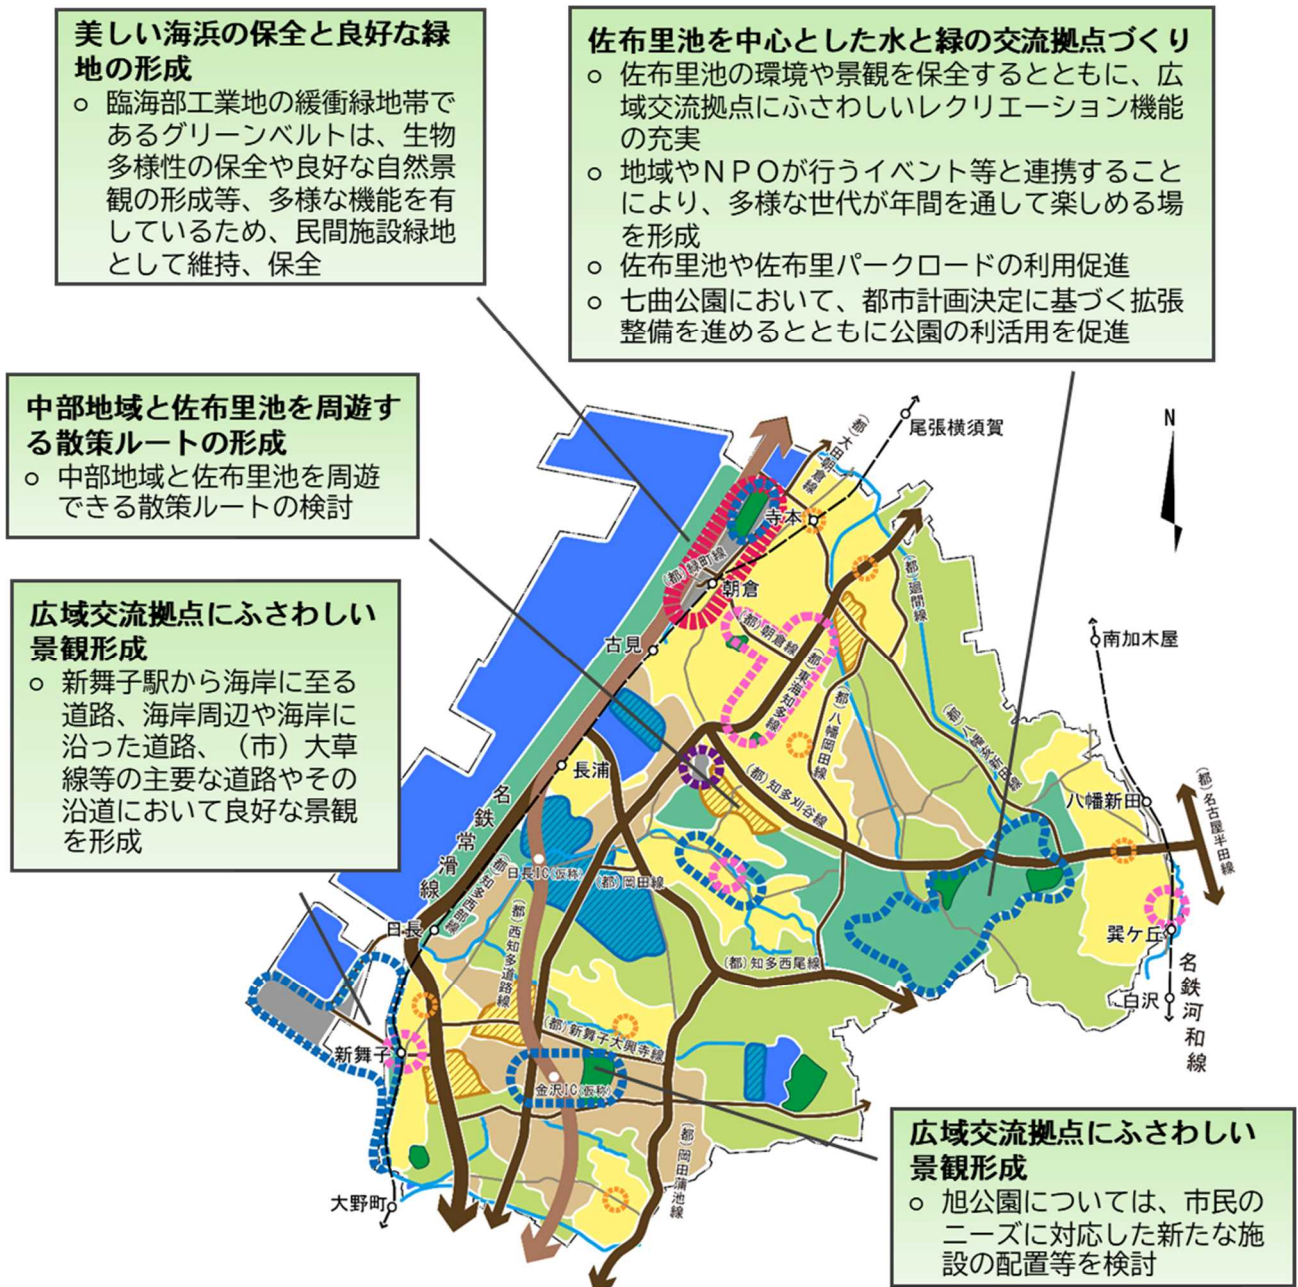 美しい海浜の保全と良好な緑
地の形成
○ 臨海部工業地の緩衝緑地帯で
あるグリーンベルトは、生物
多様性の保全や良好な自然景
観の形成等、多様な機能を有
しているため、民間施設緑地
として維持、保全
佐布里池を中心とした水と緑の交流拠点づくり
○ 佐布里池の環境や景観を保全するとともに、広
域交流拠点にふさわしいレクリエーション機能
の充実
○ 地域やNPOが行うイベント等と連携すること
により、多様な世代が年間を通して楽しめる場
を形成
○ 佐布里池や佐布里パークロードの利用促進
○ 七曲公園において、都市計画決定に基づく拡張
整備を進めるとともに公園の利活用を促進
中部地域と佐布里池を周遊す
る散策ルートの形成
○ 中部地域と佐布里池を周遊
できる散策ルートの検討
広域交流拠点にふさわしい
景観形成
○ 新舞子駅から海岸に至る
道路、海岸周辺や海岸に
沿った道路、（市）大草
線等の主要な道路やその
沿道において良好な景観
を形成
N
尾張横須賀
(都)大田朝倉線
寺本
(都)緑町線
朝倉
(都)廻間線
(都)朝倉線
古見
南加木屋
(都)東海知多線
(都)八幡岡田線
長浦
(都)知多刈谷線
八幡新田
(都)名古屋半田線
名鉄常滑線
(都)知多西部線
日長IC(仮称)
(都)岡田線
(都)西知多道路線
日長
(都)知多西尾線
巽ケ丘
名鉄河和線
白沢
新舞子
(都)新舞子大興寺線
金沢IC(仮称)
(都)岡田蒲池線
大野町
広域交流拠点にふさわしい
景観形成
○ 旭公園については、市民の
ニーズに対応した新たな施
設の配置等を検討